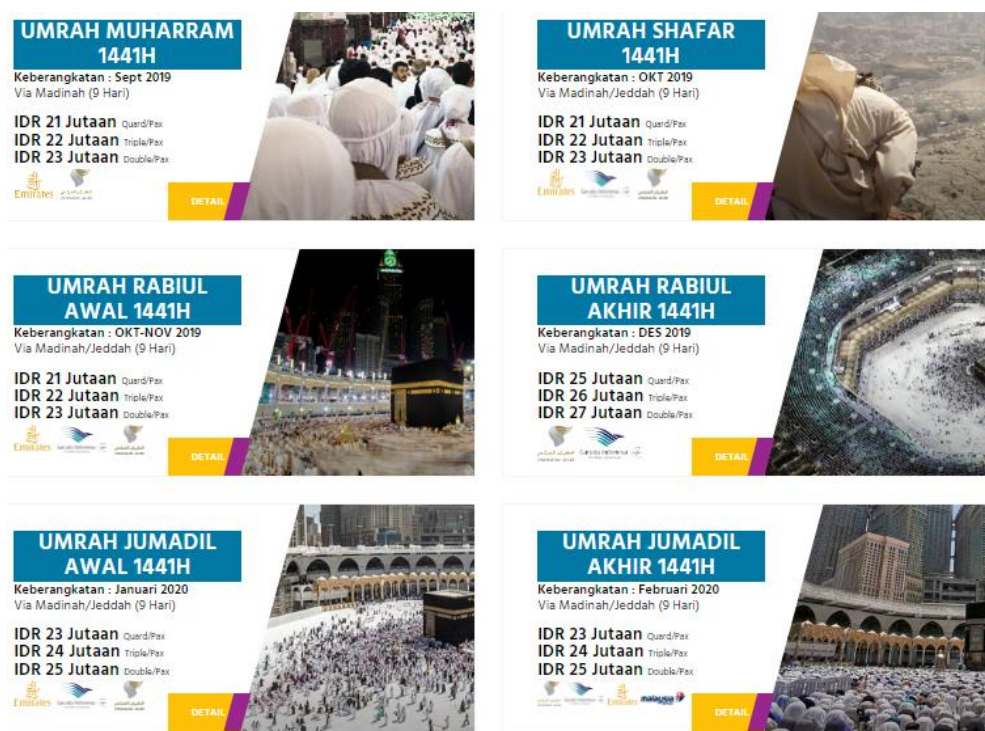 UMRAH MUHARRAM
1441H
Keberangkatan : Sept 2019
Via Madinah (9 Hari)
IDR 21 Jutaan Quard/Pax
IDR 22 Jutaan Triple/Pax
IDR 23 Jutaan Double/Pax
Emirates
DETAIL
UMRAH SHAFAR
1441H
Keberangkatan : OKT 2019
Via Madinah/Jeddah (9 Hari)
IDR 21 Jutaan Quard/Pax
IDR 22 Jutaan Triple/Pax
IDR 23 Jutaan Double/Pax
Emirates Garuda Indonesia
DETAIL
UMRAH RABIUL
AWAL 1441H
Keberangkatan : OKT-NOV 2019
Via Madinah/Jeddah (9 Hari)
IDR 21 Jutaan Quard/Pax
IDR 22 Jutaan Triple/Pax
IDR 23 Jutaan Double/Pax
Emirates Garuda Indonesia
DETAIL
UMRAH RABIUL
AKHIR 1441H
Keberangkatan : DES 2019
Via Madinah/Jeddah (9 Hari)
IDR 25 Jutaan Quard/Pax
IDR 26 Jutaan Triple/Pax
IDR 27 Jutaan Double/Pax
Garuda Indonesia
DETAIL
UMRAH JUMADIL
AWAL 1441H
Keberangkatan : Januari 2020
Via Madinah/Jeddah (9 Hari)
IDR 23 Jutaan Quard/Pax
IDR 24 Jutaan Triple/Pax
IDR 25 Jutaan Double/Pax
Emirates
DETAIL
UMRAH JUMADIL
AKHIR 1441H
Keberangkatan : Februari 2020
Via Madinah/Jeddah (9 Hari)
IDR 23 Jutaan Quard/Pax
IDR 24 Jutaan Triple/Pax
IDR 25 Jutaan Double/Pax
Emirates malaysia
DETAIL